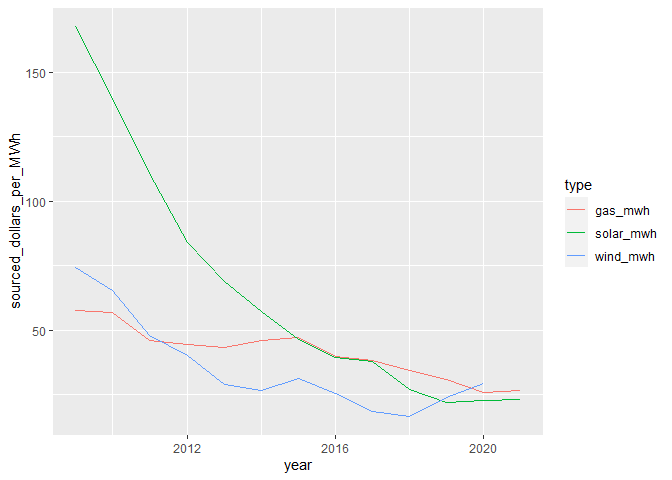 150
100
50
sourced_dollars_per_MWh
2012
2016
2020
year
type
gas_mwh
solar_mwh
wind_mwh